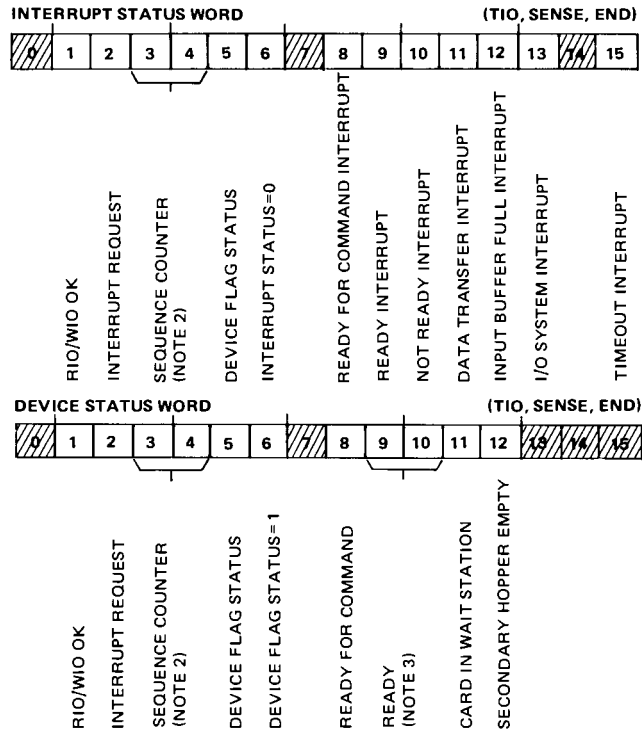 INTERRUPT STATUS WORD (TIO, SENSE, END)
0 1 2 3 4 5 6 7 8 9 10 11 12 13 14 15
RIO/WIO OK
INTERRUPT REQUEST
SEQUENCE COUNTER
(NOTE 2)
DEVICE FLAG STATUS
INTERRUPT STATUS=0
READY FOR COMMAND INTERRUPT
READY INTERRUPT
NOT READY INTERRUPT
DATA TRANSFER INTERRUPT
INPUT BUFFER FULL INTERRUPT
I/O SYSTEM INTERRUPT
TIMEOUT INTERRUPT
DEVICE STATUS WORD (TIO, SENSE, END)
0 1 2 3 4 5 6 7 8 9 10 11 12 13 14 15
RIO/WIO OK
INTERRUPT REQUEST
SEQUENCE COUNTER
(NOTE 2)
DEVICE FLAG STATUS
DEVICE FLAG STATUS=1
READY FOR COMMAND
READY
(NOTE 3)
CARD IN WAIT STATION
SECONDARY HOPPER EMPTY